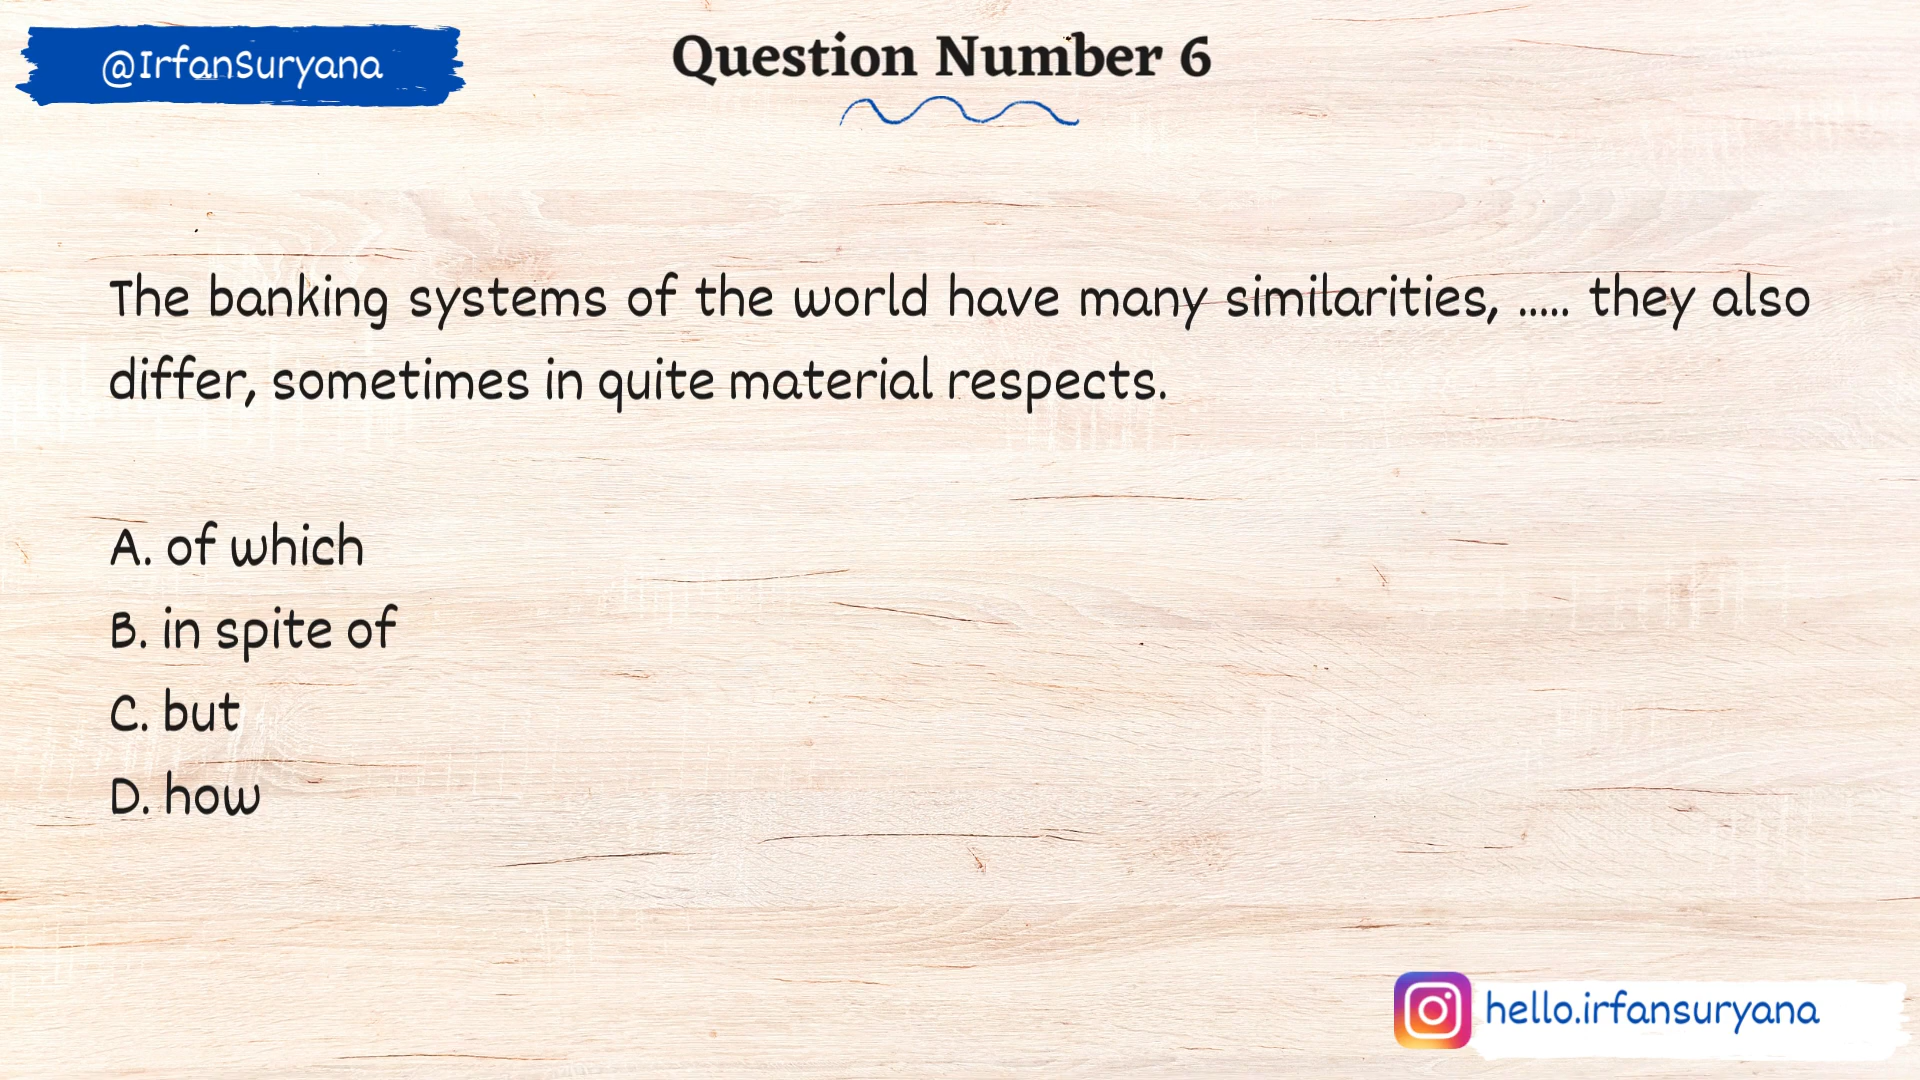 @IrfanSuryana
Question Number 6
The banking systems of the world have many similarities, ..... they also
differ, sometimes in quite material respects.
A. of which
B. in spite of
C. but
D. how
hello.irfansuryana